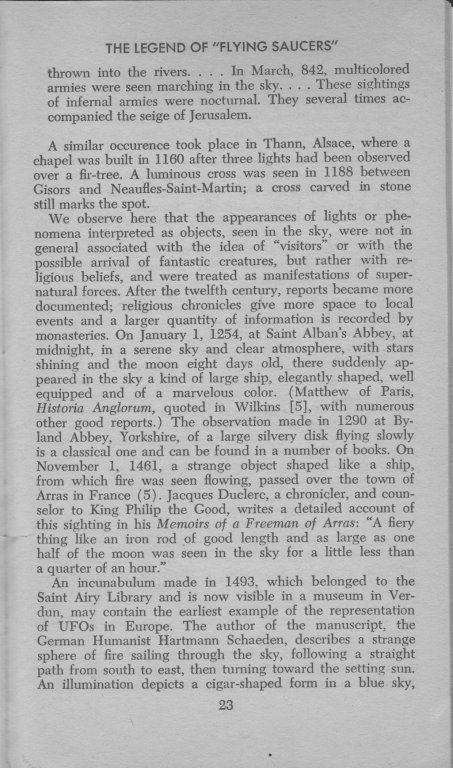 THE LEGEND OF "FLYING SAUCERS"
thrown into the rivers. . . . In March, 842, multicolored
armies were seen marching in the sky. . . . These sightings
of infernal armies were nocturnal. They several times ac-
companied the seige of Jerusalem.
A similar occurence took place in Thann, Alsace, where a
chapel was built in 1160 after three lights had been observed
over a fir-tree. A luminous cross was seen in 1188 between
Gisors and Neaufles-Saint-Martin; a cross carved in stone
still marks the spot.
We observe here that the appearances of lights or phe-
nomena interpreted as objects, seen in the sky, were not in
general associated with the idea of "visitors" or with the
possible arrival of fantastic creatures, but rather with re-
ligious beliefs, and were treated as manifestations of super-
natural forces. After the twelfth century, reports became more
documented; religious chronicles give more space to local
events and a larger quantity of information is recorded by
monasteries. On January 1, 1254, at Saint Alban's Abbey, at
midnight, in a serene sky and clear atmosphere, with stars
shining and the moon eight days old, there suddenly ap-
peared in the sky a kind of large ship, elegantly shaped, well
equipped and of a marvelous color. (Matthew of Paris,
Historia Anglorum, quoted in Wilkins [5], with numerous
other good reports.) The observation made in 1290 at By-
land Abbey, Yorkshire, of a large silvery disk flying slowly
is a classical one and can be found in a number of books. On
November 1, 1461, a strange object shaped like a ship,
from which fire was seen flowing, passed over the town of
Arras in France (5). Jacques Duclerc, a chronicler, and coun-
selor to King Philip the Good, writes a detailed account of
this sighting in his Memoirs of a Freeman of Arras: "A fiery
thing like an iron rod of good length and as large as one
half of the moon was seen in the sky for a little less than
a quarter of an hour."
An incunabulum made in 1493, which belonged to the
Saint Airy Library and is now visible in a museum in Ver-
dun, may contain the earliest example of the representation
of UFOs in Europe. The author of the manuscript, the
German Humanist Hartmann Schaeden, describes a strange
sphere of fire sailing through the sky, following a straight
path from south to east, then turning toward the setting sun.
An illumination depicts a cigar-shaped form in a blue sky,
23